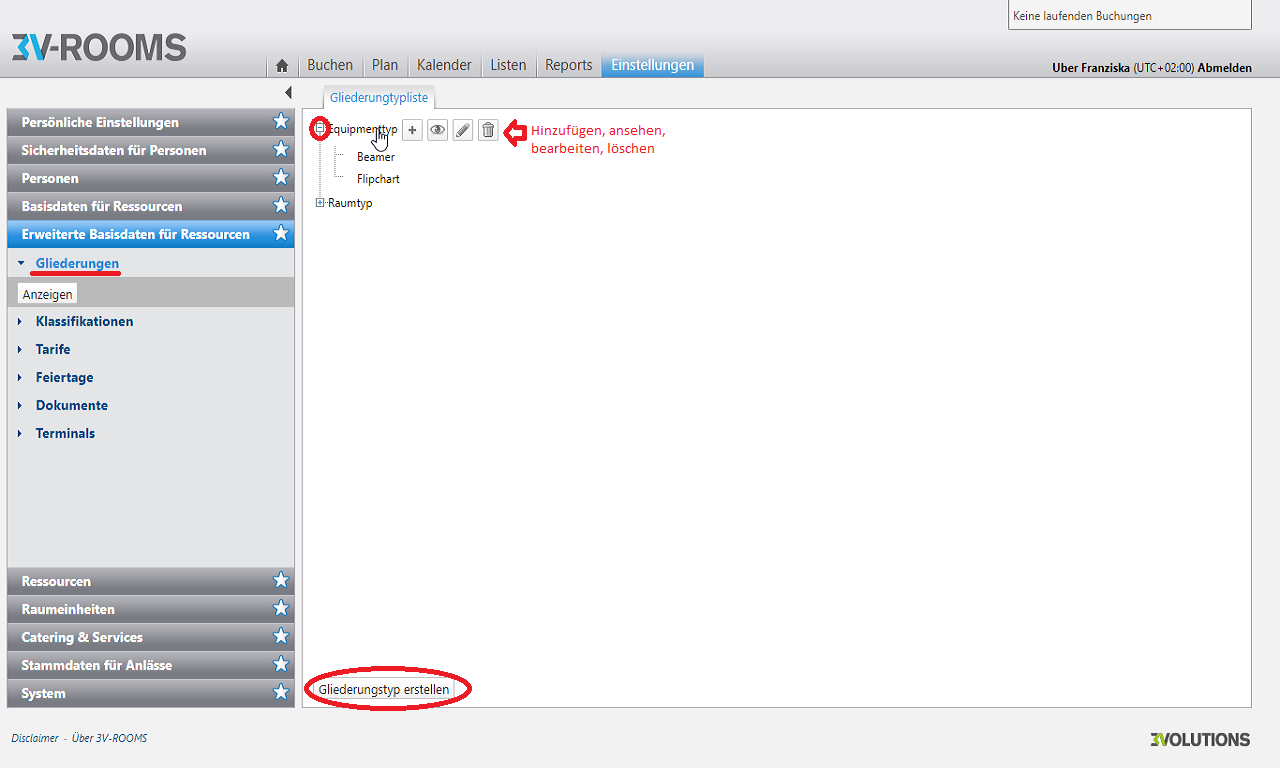 Keine laufenden Buchungen
3V-ROOMS
Buchen Plan Kalender Listen Reports Einstellungen
Uber Franziska (UTC+02:00) Abmelden
Gliederungtypliste
Persönliche Einstellungen
Sicherheitsdaten für Personen
Personen
Basisdaten für Ressourcen
Erweiterte Basisdaten für Ressourcen
Gliederungen
Anzeigen
Klassifikationen
Tarife
Feiertage
Dokumente
Terminals
Ressourcen
Raumeinheiten
Catering & Services
Stammdaten für Anlässe
System
Equipmenttyp
Hinzufügen, ansehen,
bearbeiten, löschen
Beamer
Flipchart
Raumtyp
Gliederungstyp erstellen
Disclaimer - Über 3V-ROOMS
3VOLUTIONS